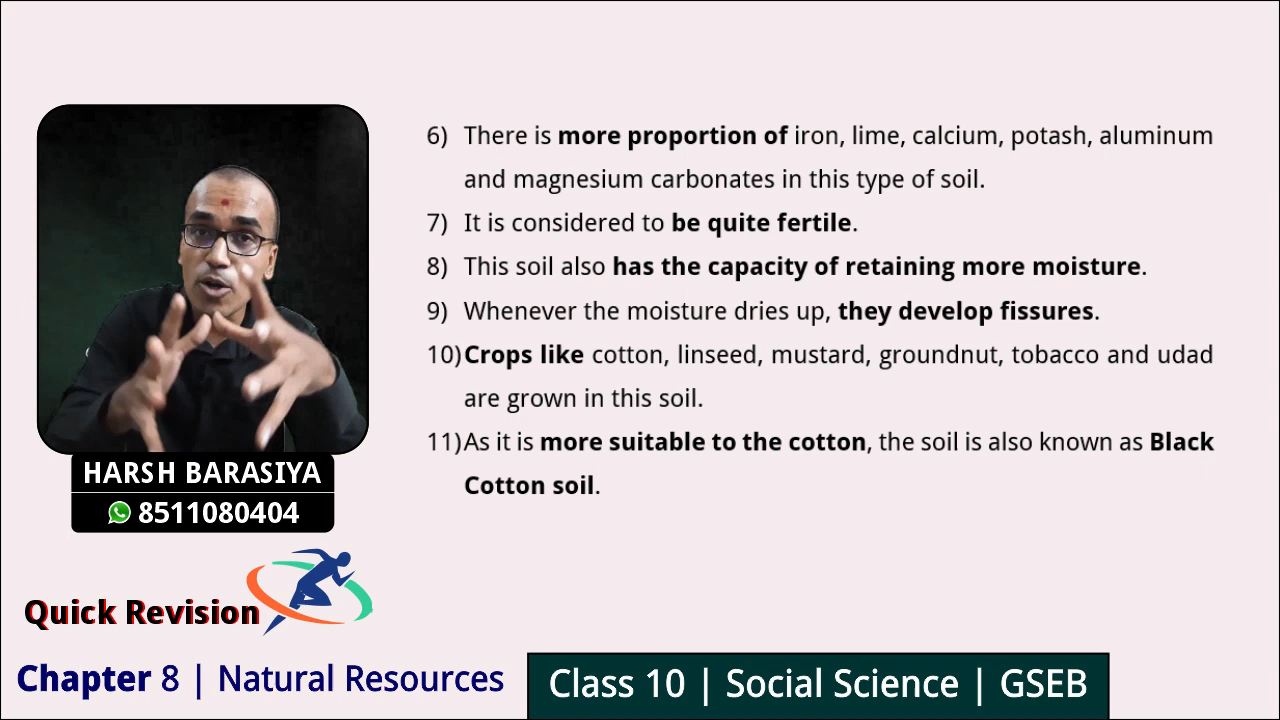 6) There is more proportion of iron, lime, calcium, potash, aluminum
and magnesium carbonates in this type of soil.
7) It is considered to be quite fertile.
8) This soil also has the capacity of retaining more moisture.
9) Whenever the moisture dries up, they develop fissures.
10) Crops like cotton, linseed, mustard, groundnut, tobacco and udad
are grown in this soil.
11) As it is more suitable to the cotton, the soil is also known as Black
Cotton soil.
HARSH BARASIYA
8511080404
Quick Revision
Chapter 8 | Natural Resources
Class 10 | Social Science | GSEB